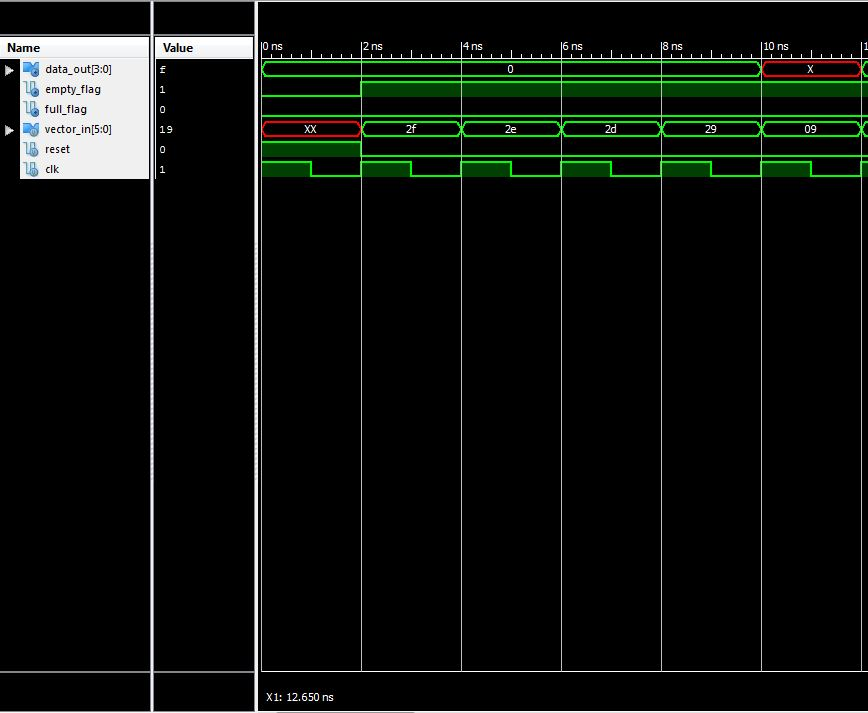 Name Value 0 ns 2 ns 4 ns 6 ns 8 ns 10 ns 1
data_out[3:0] f 0 X
empty_flag 1
full_flag 0
vector_in[5:0] 19 XX 2f 2e 2d 29 09
reset 0
clk 1
X1: 12.650 ns